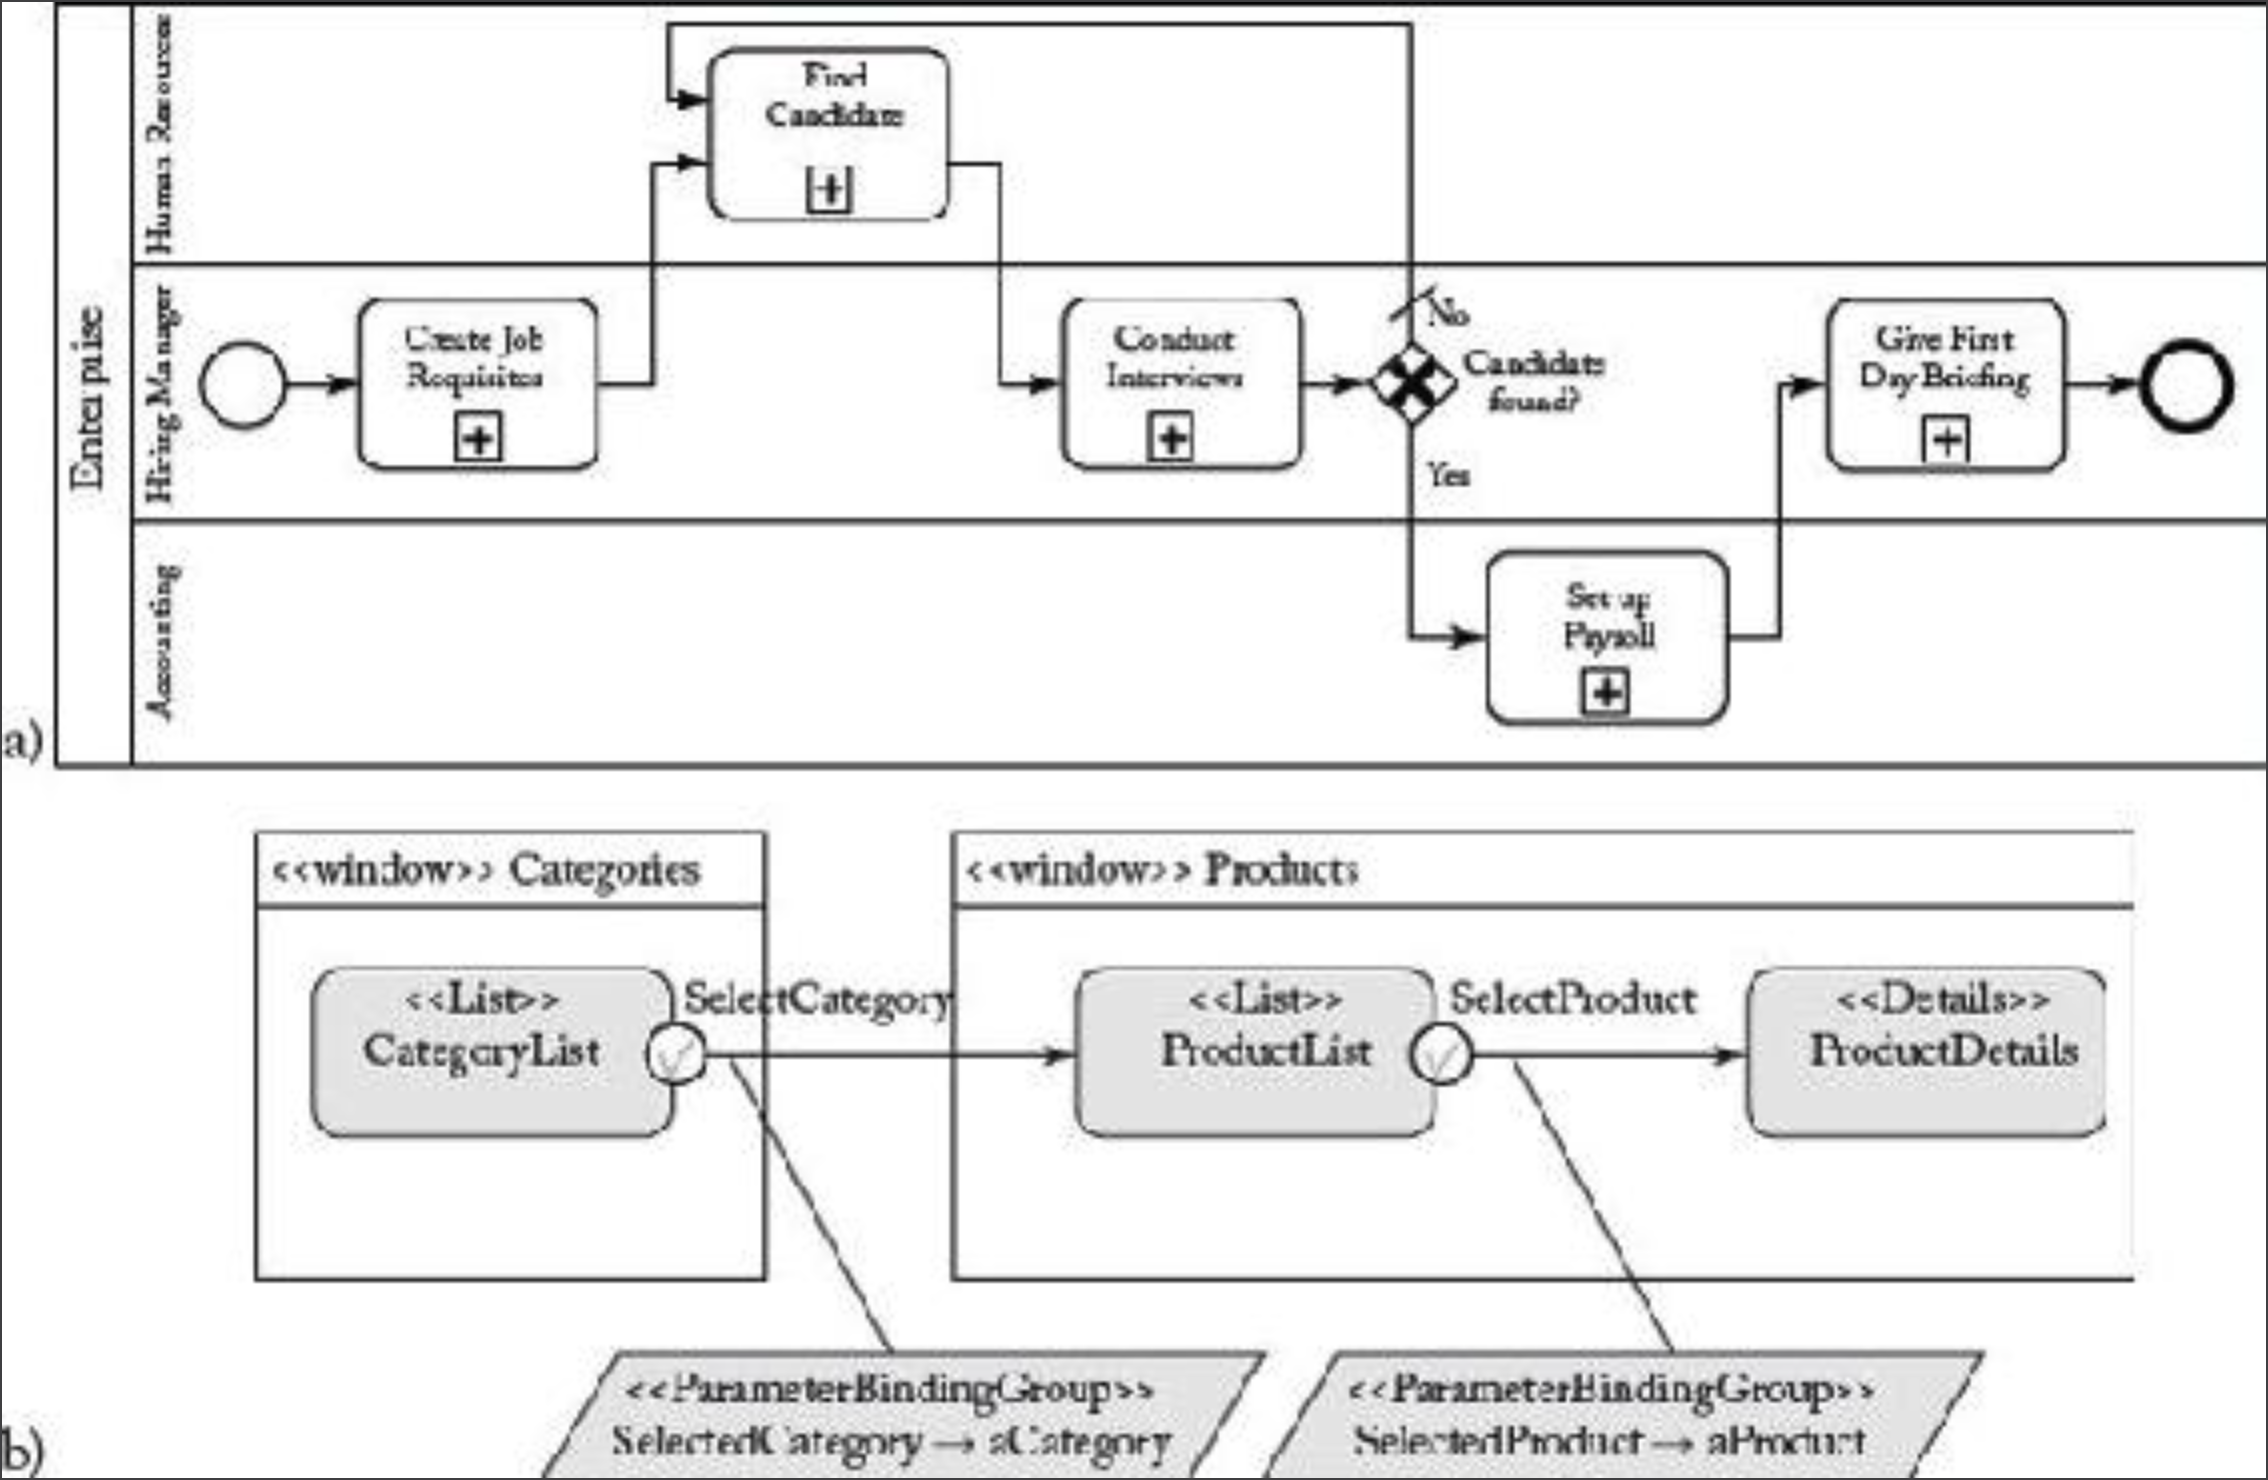 Enterprise
Human Resources
Find
Candidate
Hiring Manager
Create Job
Requisites
Conduct
Interviews
No
Candidate
found?
Yes
Give First
Day Briefing
Accounting
Set up
Payroll
a)
<<window>> Categories
<<window>> Products
<<List>>
CategoryList
SelectCategory
<<List>>
ProductList
SelectProduct
<<Details>>
ProductDetails
<<ParameterBindingGroup>>
SelectedCategory → aCategory
<<ParameterBindingGroup>>
SelectedProduct → aProduct
b)